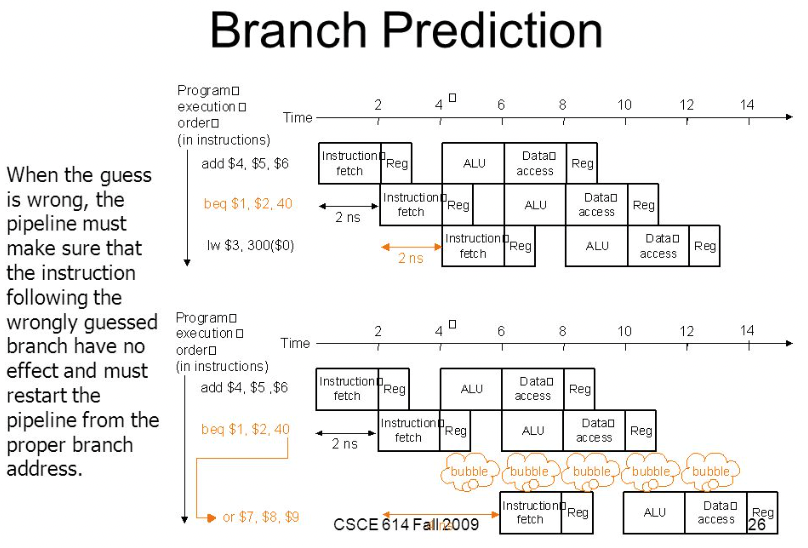 Branch Prediction
When the guess
is wrong, the
pipeline must
make sure that
the instruction
following the
wrongly guessed
branch have no
effect and must
restart the
pipeline from the
proper branch
address.
Program□
execution□
order□
(in instructions)
Time
2 4 □ 6 8 10 12 14
add $4, $5, $6
Instruction□
fetch
Reg
ALU
Data□
access
Reg
beq $1, $2, 40
2 ns
Instruction□
fetch
Reg
ALU
Data□
access
Reg
lw $3, 300($0)
2 ns
Instruction□
fetch
Reg
ALU
Data□
access
Reg
Program□
execution□
order□
(in instructions)
Time
2 4 □ 6 8 10 12 14
add $4, $5 ,$6
Instruction□
fetch
Reg
ALU
Data□
access
Reg
beq $1, $2, 40
2 ns
Instruction□
fetch
Reg
ALU
Data□
access
Reg
bubble bubble bubble bubble bubble
or $7, $8, $9
Instruction□
fetch
Reg
ALU
Data□
access
Reg
CSCE 614 Fall 2009
26